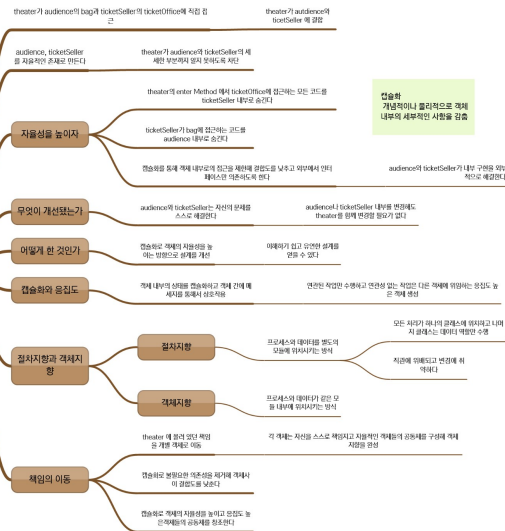 theater가 audience의 bag과 ticketSeller의 ticketOffice에 직접 접
근
theater가 autdience와
ticetSeller 에 결합
audience, ticketSeller
를 자율적인 존재로 만든다
theater가 audience와 ticketSeller의 세
세한 부분까지 알지 못하도록 차단
theater의 enter Method 에서 ticketOffice에 접근하는 모든 코드를
ticketSeller 내부로 숨긴다
캡슐화
개념적이나 물리적으로 객체
내부의 세부적인 사항을 감춤
자율성을 높이자
ticketSeller가 bag에 접근하는 코드를
audience 내부로 숨긴다
캡슐화를 통해 객체 내부로의 접근을 제한해 결합도를 낮추고 외부에서 인터
페이스만 의존하도록 한다
audience와 ticketSeller가 내부 구현을 외부
적으로 해결한다
무엇이 개선됐는가
audience와 ticketSeller는 자신의 문제를
스스로 해결한다
audience나 ticketSeller 내부를 변경해도
theater를 함께 변경할 필요가 없다
어떻게 한 것인가
캡슐화로 객체의 자율성을 높
이는 방향으로 설계를 개선
이해하기 쉽고 유연한 설계를
얻을 수 있다
캡슐화와 응집도
객체 내부의 상태를 캡슐화하고 객체 간에 메
세지를 통해서 상호작용
연관된 작업만 수행하고 연관성 없는 작업은 다른 객체에 위임하는 응집도 높
은 객체 생성
절차지향과 객체지
향
절차지향
프로세스와 데이터를 별도의
모듈에 위치시키는 방식
모든 처리가 하나의 클래스에 위치하고 나머
지 클래스는 데이터 역할만 수행
직관에 위배되고 변경에 취
약하다
객체지향
프로세스와 데이터가 같은 모
듈 내부에 위치시키는 방식
책임의 이동
theater 에 몰려 있던 책임
을 개별 객체로 이동
각 객체는 자신을 스스로 책임지고 자율적인 객체들의 공동체를 구성해 객체
지향을 완성
캡슐화로 불필요한 의존성을 제거해 객체사
이 결합도를 낮춘다
캡슐화로 객체의 자율성을 높이고 응집도 높
은객체들의 공동체를 창조한다